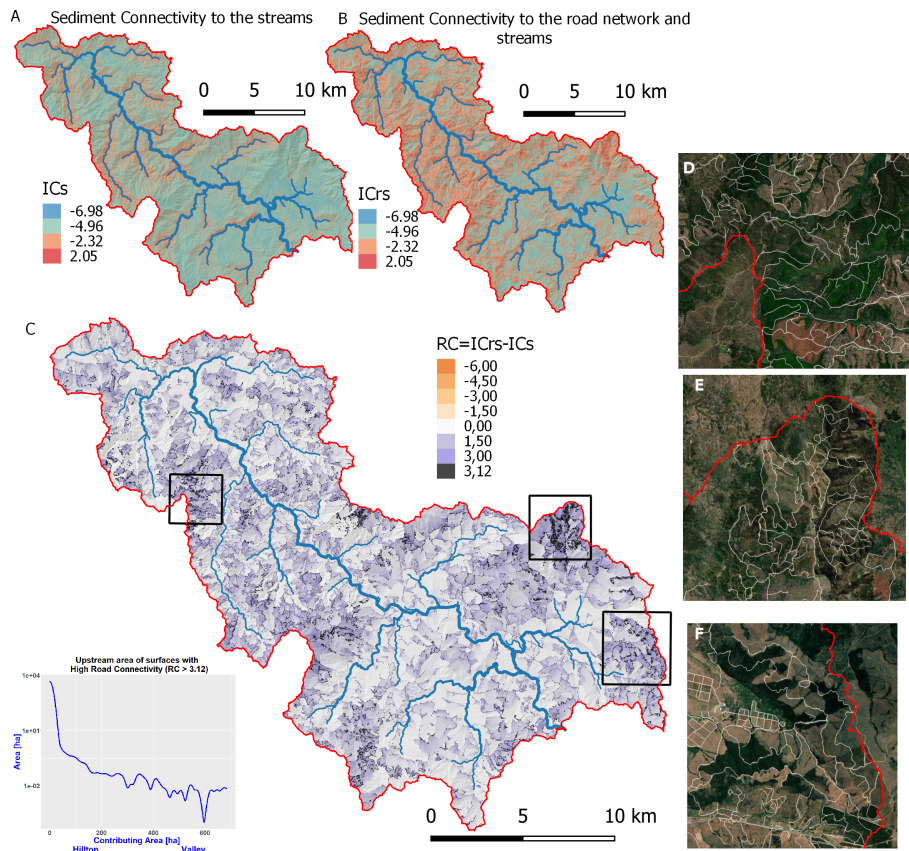 A
Sediment Connectivity to the streams
B
Sediment Connectivity to the road network and
streams
0 5 10 km
0 5 10 km
ICs
-6.98
-4.96
-2.32
2.05
ICrs
-6.98
-4.96
-2.32
2.05
D
C
RC=ICrs-ICs
-6,00
-4,50
-3,00
-1,50
0,00
1,50
3,00
3,12
E
F
Upstream area of surfaces with
High Road Connectivity (RC > 3.12)
1e+04
1e+01
1e-02
Area [ha]
0 200 400 600
Contributing Area [ha]
Hilltop Valley
0 5 10 km